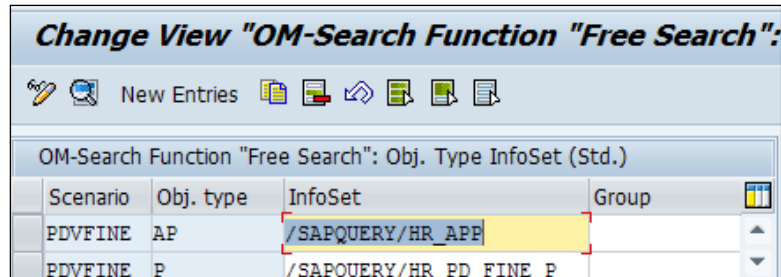 Change View "OM-Search Function "Free Search":
New Entries
OM-Search Function "Free Search": Obj. Type InfoSet (Std.)
Scenario Obj. type InfoSet Group
PDVFINE AP /SAPQUERY/HR_APP
PDVFINE P /SAPQUERY/HR_PD_FINE_P